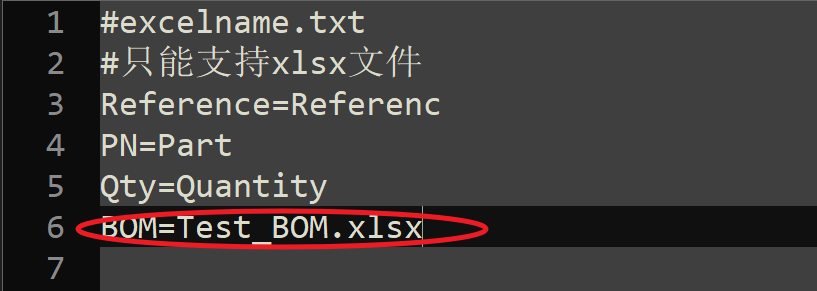 1 #excelname.txt
2 #只能支持xlsx文件
3 Reference=Referenc
4 PN=Part
5 Qty=Quantity
6 BOM=Test_BOM.xlsx
7